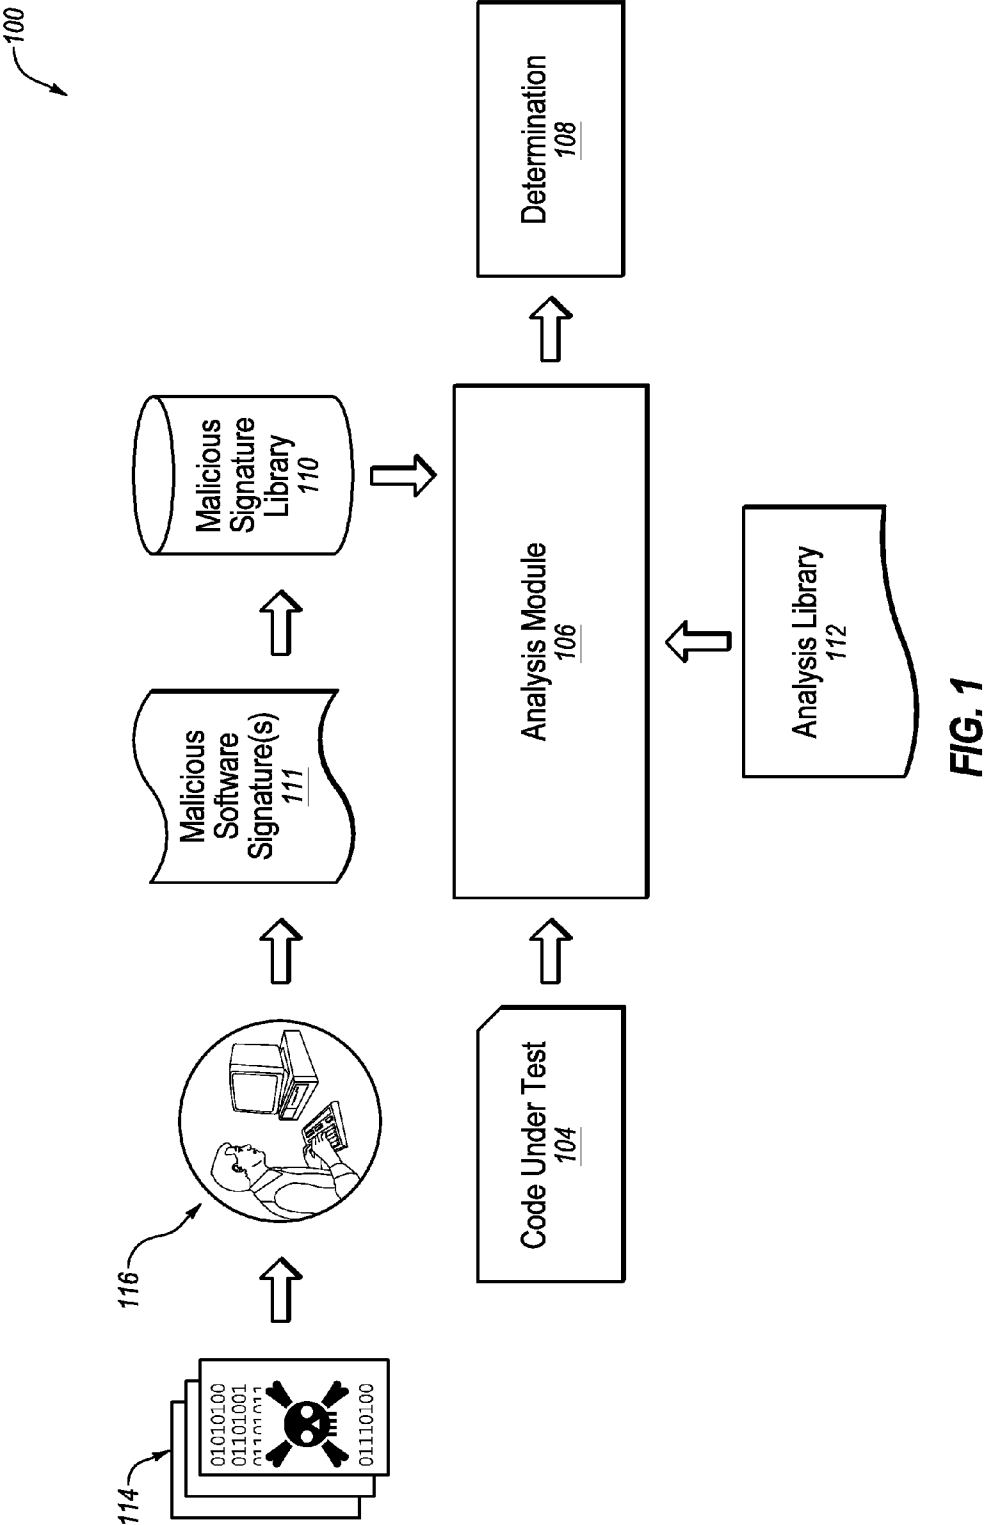 100
114
01010100
01101001
01101011
01110100
116
Malicious
Software
Signature(s)
111
Malicious
Signature
Library
110
Code Under Test
104
Analysis Module
106
Determination
108
Analysis Library
112
FIG. 1